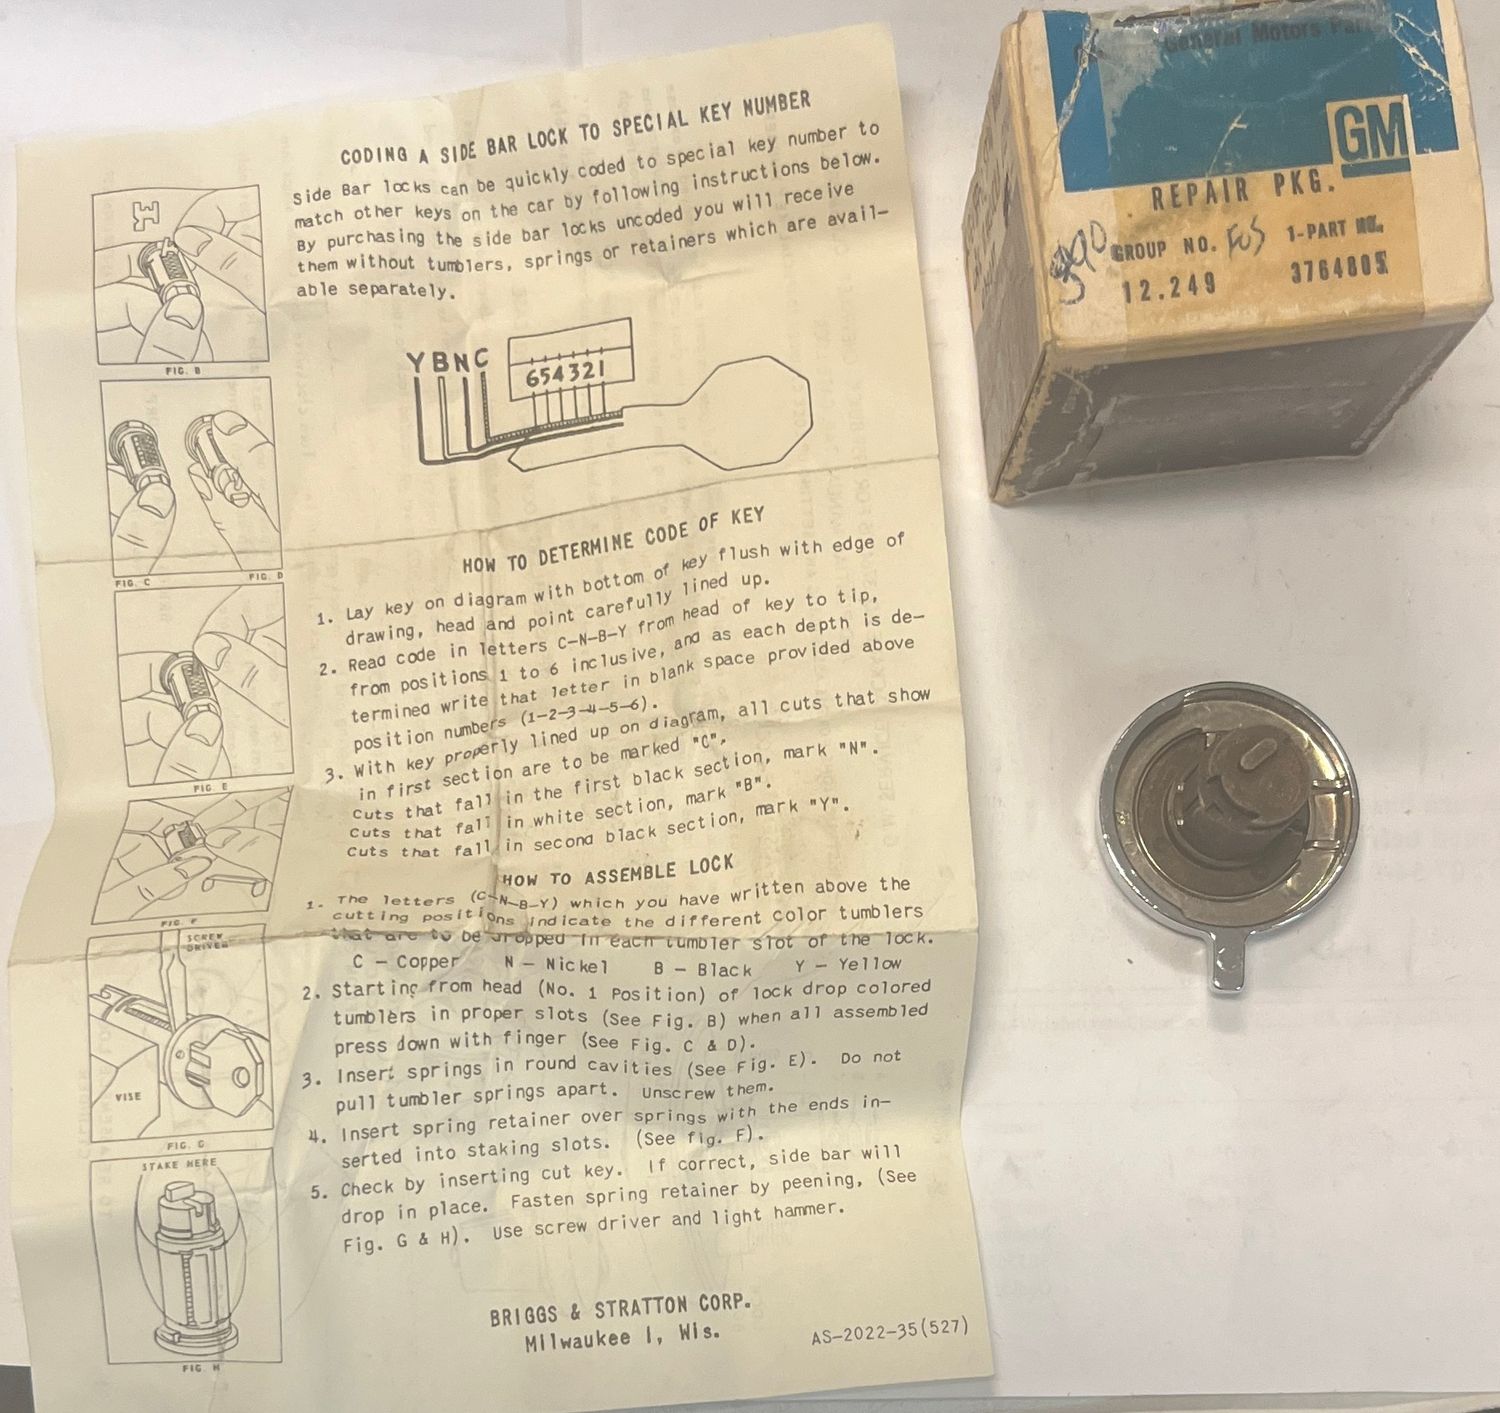 CODING A SIDE BAR LOCK TO SPECIAL KEY NUMBER
Side Bar locks can be quickly coded to special key number to
match other keys on the car by following instructions below.
By purchasing the side bar locks uncoded you will receive
them without tumblers, springs or retainers which are avail-
able separately.
Y B N C
654321
HOW TO DETERMINE CODE OF KEY
1. Lay key on diagram with bottom of key flush with edge of
drawing, head and point carefully lined up.
2. Read code in letters C-N-B-Y from head of key to tip,
from positions 1 to 6 inclusive, and as each depth is de-
termined write that letter in blank space provided above
position numbers (1-2-3-4-5-6).
3. With key properly lined up on diagram, all cuts that show
in first section are to be marked "C".
Cuts that fall in the first black section, mark "N".
Cuts that fall in white section, mark "B".
Cuts that fall in second black section, mark "Y".
HOW TO ASSEMBLE LOCK
1. The letters (C-N-B-Y) which you have written above the
cutting positions indicate the different color tumblers
that are to be dropped in each tumbler slot of the lock.
C - Copper N - Nickel B - Black Y - Yellow
2. Starting from head (No. 1 Position) of lock drop colored
tumblers in proper slots (See Fig. B) when all assembled
press down with finger (See Fig. C & D).
3. Insert springs in round cavities (See Fig. E). Do not
pull tumbler springs apart. Unscrew them.
4. Insert spring retainer over springs with the ends in-
serted into staking slots. (See fig. F).
5. Check by inserting cut key. If correct, side bar will
drop in place. Fasten spring retainer by peening, (See
Fig. G & H). Use screw driver and light hammer.
BRIGGS & STRATTON CORP.
Milwaukee 1, Wis.
AS-2022-35(527)
FIG. B
FIG. C FIG. D
FIG. E
FIG. F
SCREW
DRIVER
VISE
FIG. G
STAKE HERE
FIG. H
General Motors Parts
GM
REPAIR PKG.
GROUP NO. 1-PART NO.
12.249 3764805